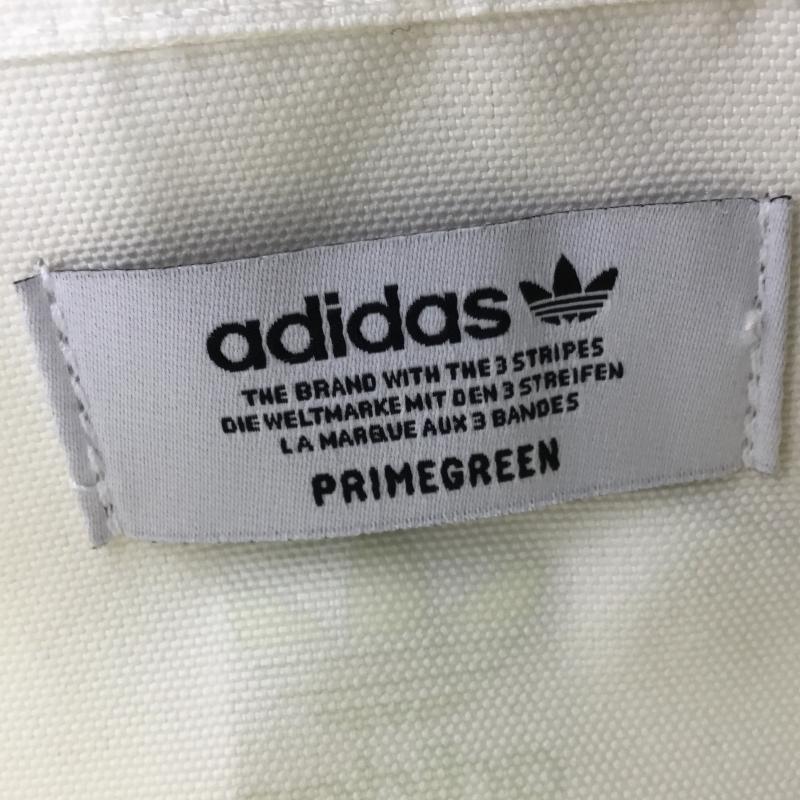 adidas
THE BRAND WITH THE 3 STRIPES
DIE WELTMARKE MIT DEN 3 STREIFEN
LA MARQUE AUX 3 BANDES
PRIMEGREEN